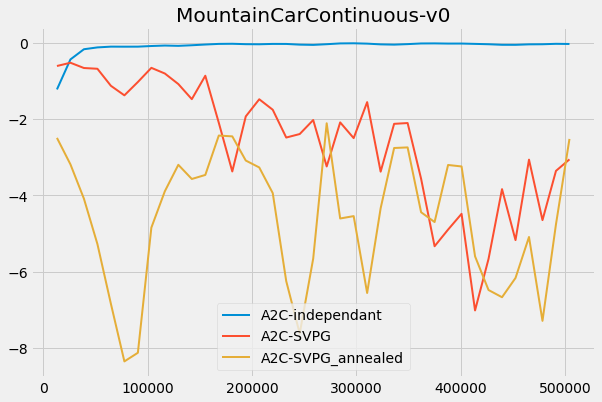 MountainCarContinuous-v0
0
−2
−4
−6
−8
A2C-independant
A2C-SVPG
A2C-SVPG_annealed
0 100000 200000 300000 400000 500000